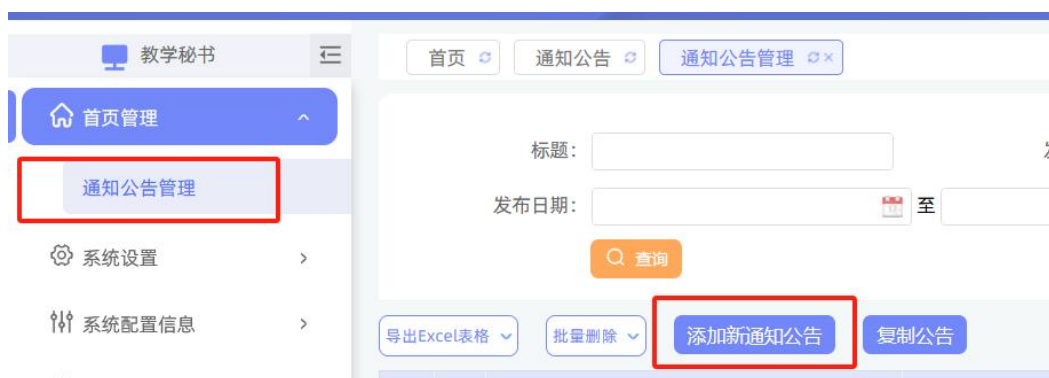 教学秘书
首页 通知公告 通知公告管理
首页管理
标题：
通知公告管理
发布日期： 至
系统设置
查询
系统配置信息
导出Excel表格 批量删除 添加新通知公告 复制公告